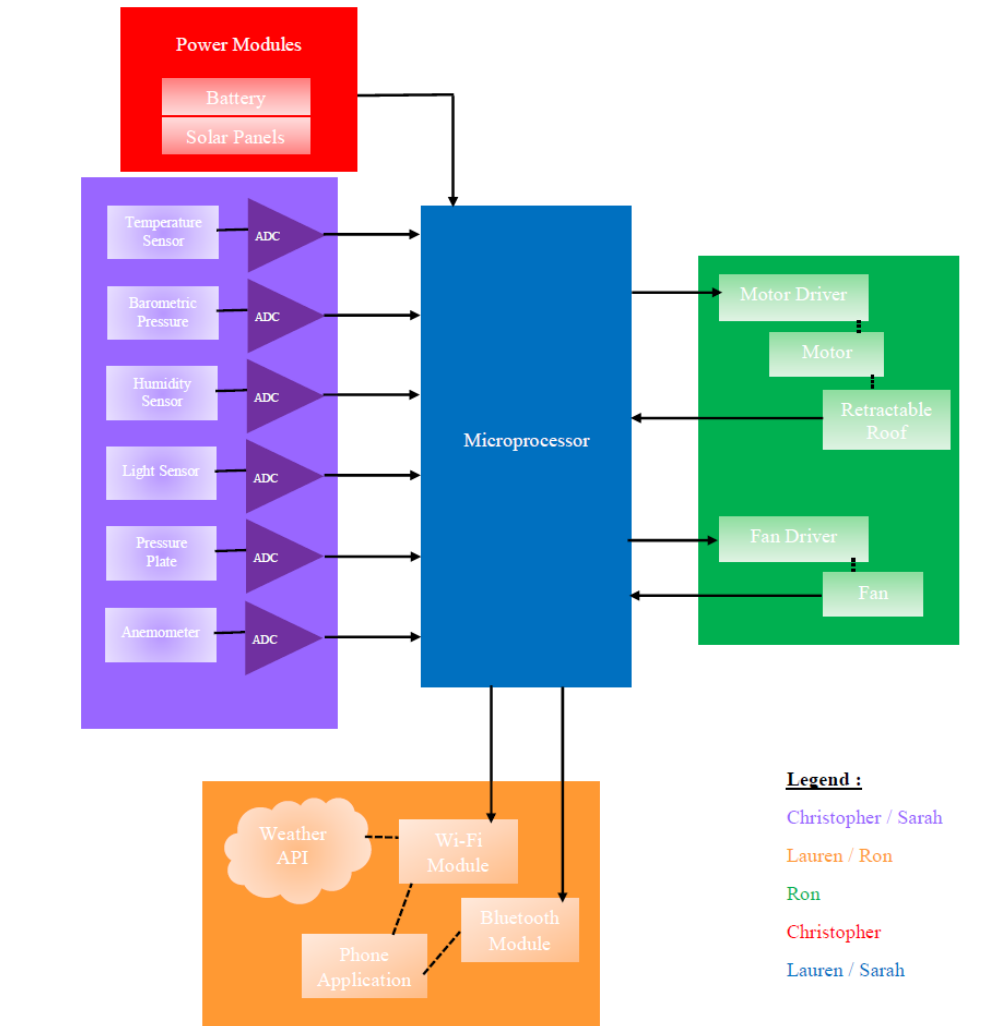 Power Modules
Battery
Solar Panels
Temperature
Sensor
ADC
Barometric
Pressure
ADC
Humidity
Sensor
ADC
Light Sensor
ADC
Pressure
Plate
ADC
Anemometer
ADC
Microprocessor
Motor Driver
Motor
Retractable
Roof
Fan Driver
Fan
Weather
API
Wi-Fi
Module
Bluetooth
Module
Phone
Application
Legend :
Christopher / Sarah
Lauren / Ron
Ron
Christopher
Lauren / Sarah